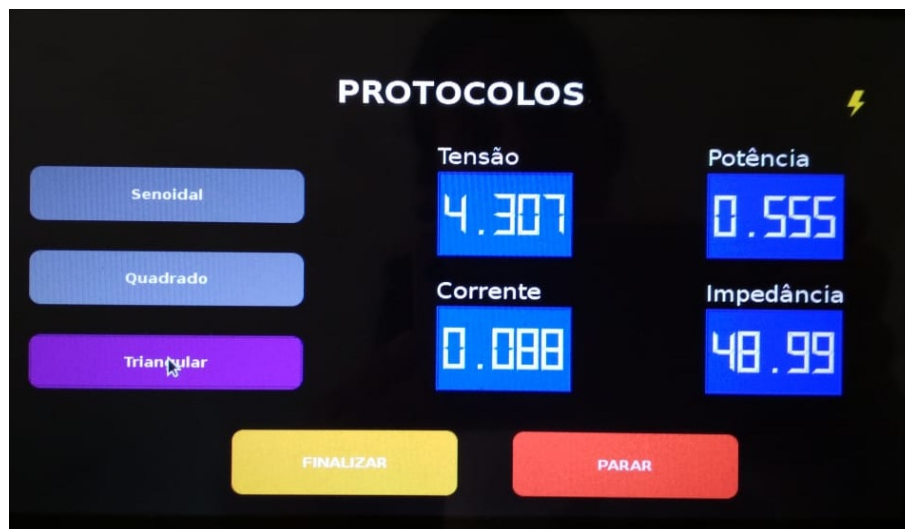 PROTOCOLOS
Senoidal
Quadrado
Triangular
Tensão
4.307
Potência
0.555
Corrente
0.088
Impedância
48.99
FINALIZAR
PARAR